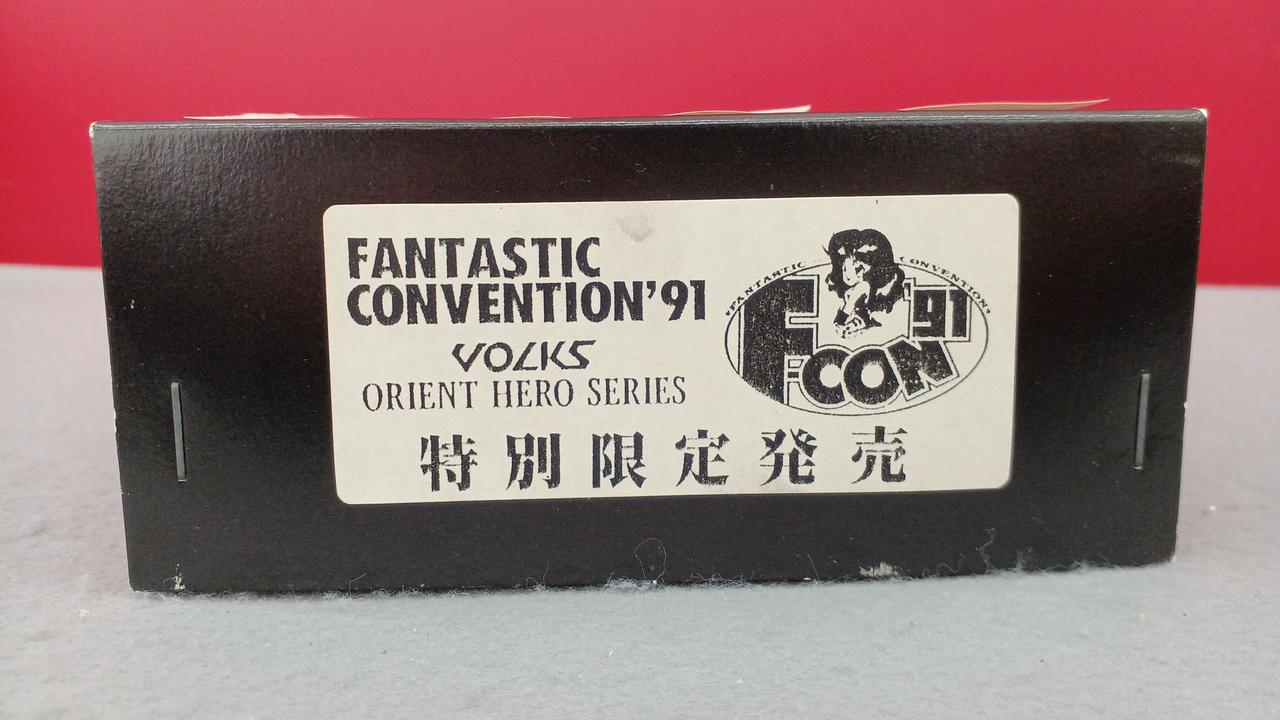 FANTASTIC
CONVENTION'91
VOLKS
ORIENT HERO SERIES
特別限定発売
FANTASTIC CONVENTION
F.CON '91